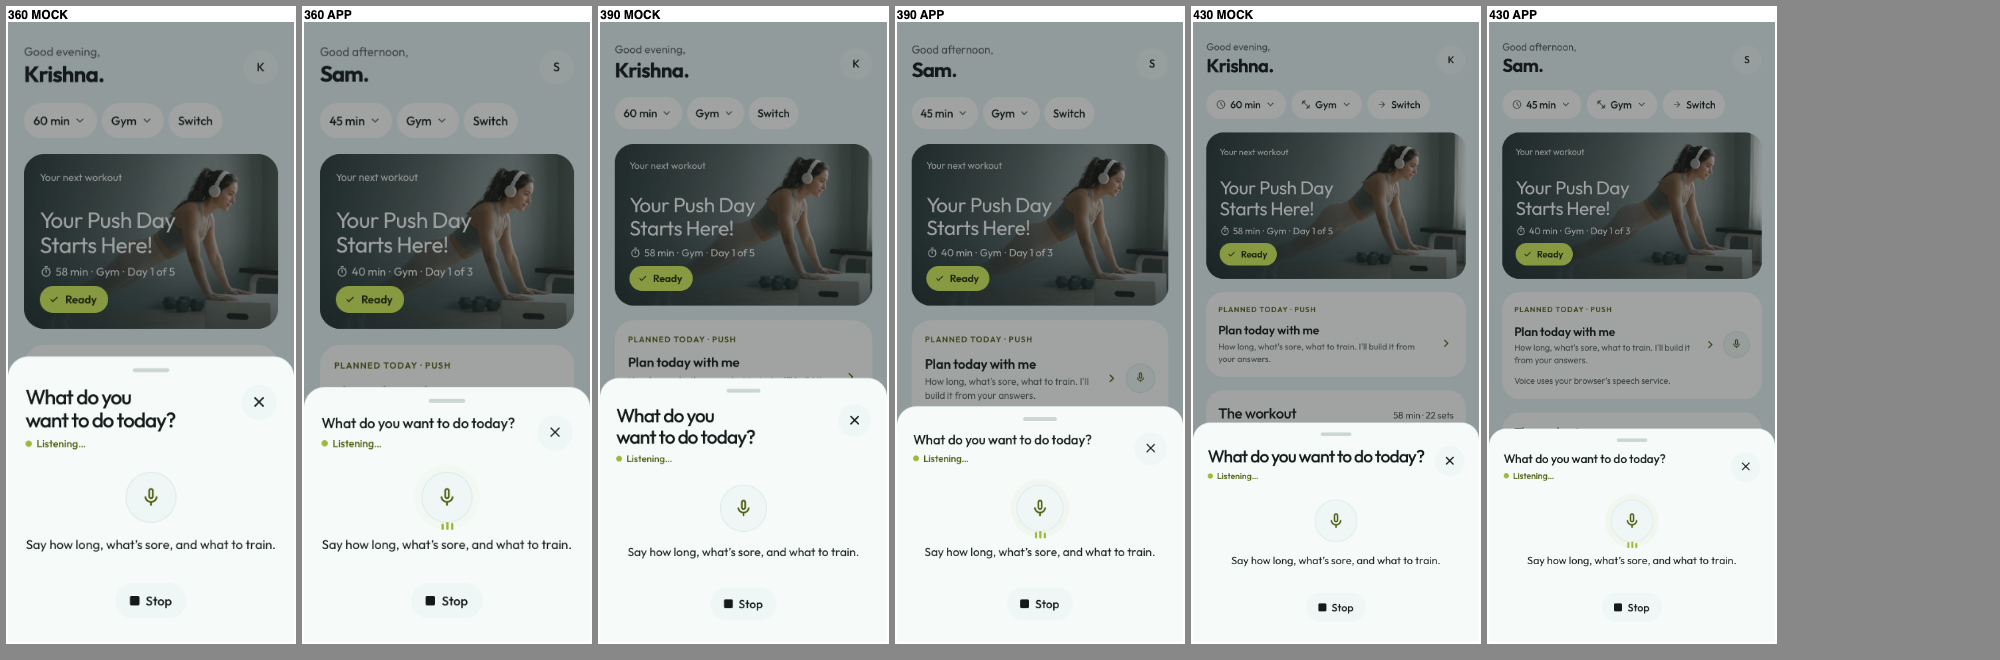 360 MOCK
Good evening,
Krishna.
K
60 min
Gym
Switch
Your next workout
Your Push Day
Starts Here!
58 min · Gym · Day 1 of 5
Ready
What do you
want to do today?
Listening...
Say how long, what's sore, and what to train.
Stop
360 APP
Good afternoon,
Sam.
S
45 min
Gym
Switch
Your next workout
Your Push Day
Starts Here!
40 min · Gym · Day 1 of 3
Ready
PLANNED TODAY · PUSH
What do you want to do today?
Listening...
Say how long, what's sore, and what to train.
Stop
390 MOCK
Good evening,
Krishna.
K
60 min
Gym
Switch
Your next workout
Your Push Day
Starts Here!
58 min · Gym · Day 1 of 5
Ready
PLANNED TODAY · PUSH
Plan today with me
What do you
want to do today?
Listening...
Say how long, what's sore, and what to train.
Stop
390 APP
Good afternoon,
Sam.
S
45 min
Gym
Switch
Your next workout
Your Push Day
Starts Here!
40 min · Gym · Day 1 of 3
Ready
PLANNED TODAY · PUSH
Plan today with me
How long, what's sore, what to train. I'll
build it from your answers.
What do you want to do today?
Listening...
Say how long, what's sore, and what to train.
Stop
430 MOCK
Good evening,
Krishna.
K
60 min
Gym
Switch
Your next workout
Your Push Day
Starts Here!
58 min · Gym · Day 1 of 5
Ready
PLANNED TODAY · PUSH
Plan today with me
How long, what's sore, what to train. I'll build it from
your answers.
The workout
58 min · 22 sets
What do you want to do today?
Listening...
Say how long, what's sore, and what to train.
Stop
430 APP
Good afternoon,
Sam.
S
45 min
Gym
Switch
Your next workout
Your Push Day
Starts Here!
40 min · Gym · Day 1 of 3
Ready
PLANNED TODAY · PUSH
Plan today with me
How long, what's sore, what to train. I'll build it
from your answers.
Voice uses your browser's speech service.
What do you want to do today?
Listening...
Say how long, what's sore, and what to train.
Stop